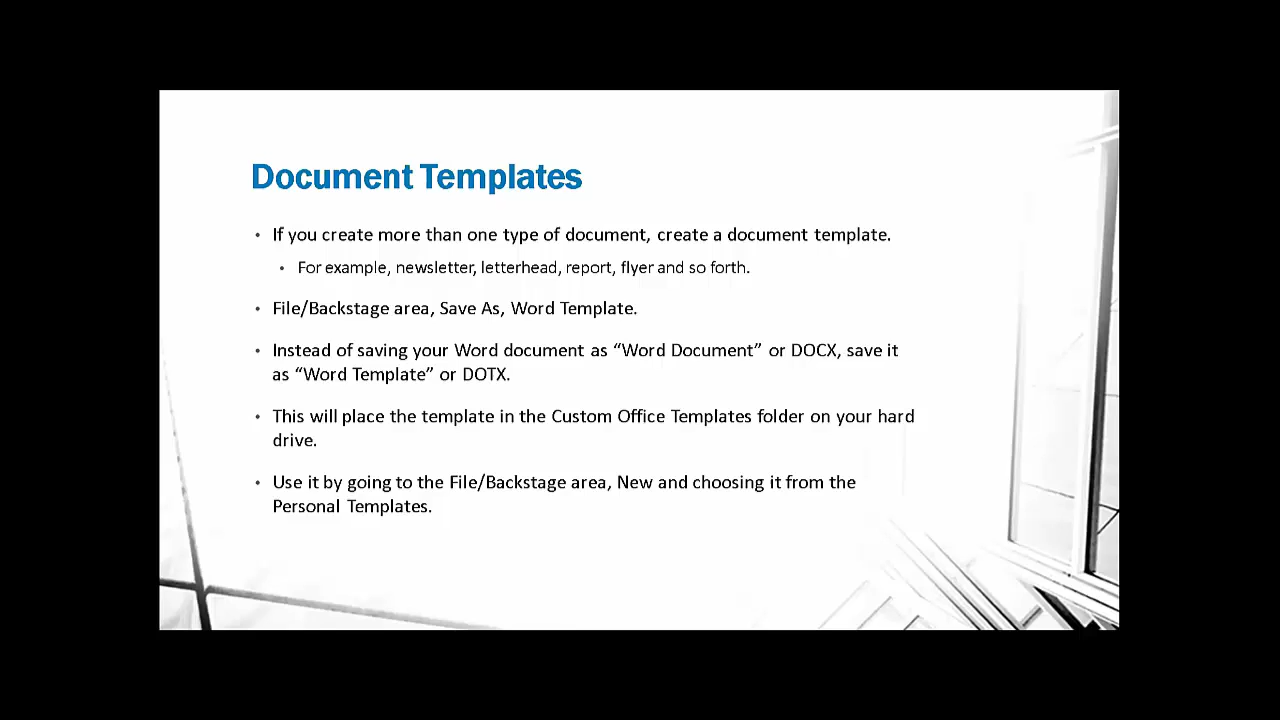 Document Templates
• If you create more than one type of document, create a document template.
• For example, newsletter, letterhead, report, flyer and so forth.
• File/Backstage area, Save As, Word Template.
• Instead of saving your Word document as “Word Document” or DOCX, save it
as “Word Template” or DOTX.
• This will place the template in the Custom Office Templates folder on your hard
drive.
• Use it by going to the File/Backstage area, New and choosing it from the
Personal Templates.